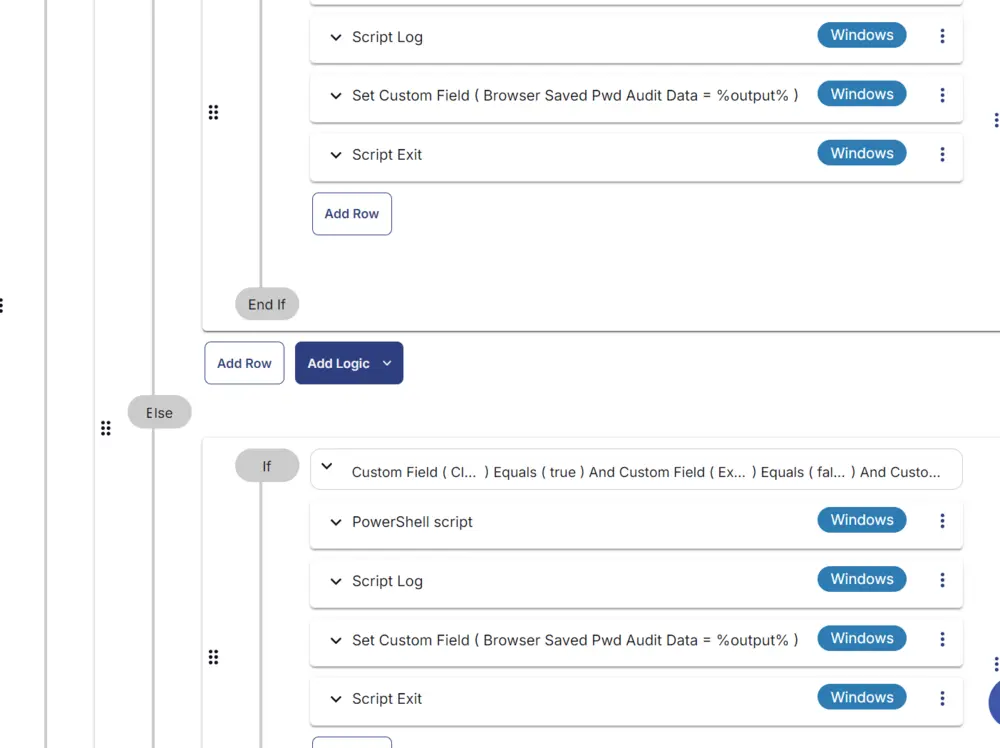 Script Log Windows
Set Custom Field ( Browser Saved Pwd Audit Data = %output% ) Windows
Script Exit Windows
Add Row
End If
Add Row Add Logic
Else
If Custom Field ( Cl... ) Equals ( true ) And Custom Field ( Ex... ) Equals ( fal... ) And Custo...
PowerShell script Windows
Script Log Windows
Set Custom Field ( Browser Saved Pwd Audit Data = %output% ) Windows
Script Exit Windows